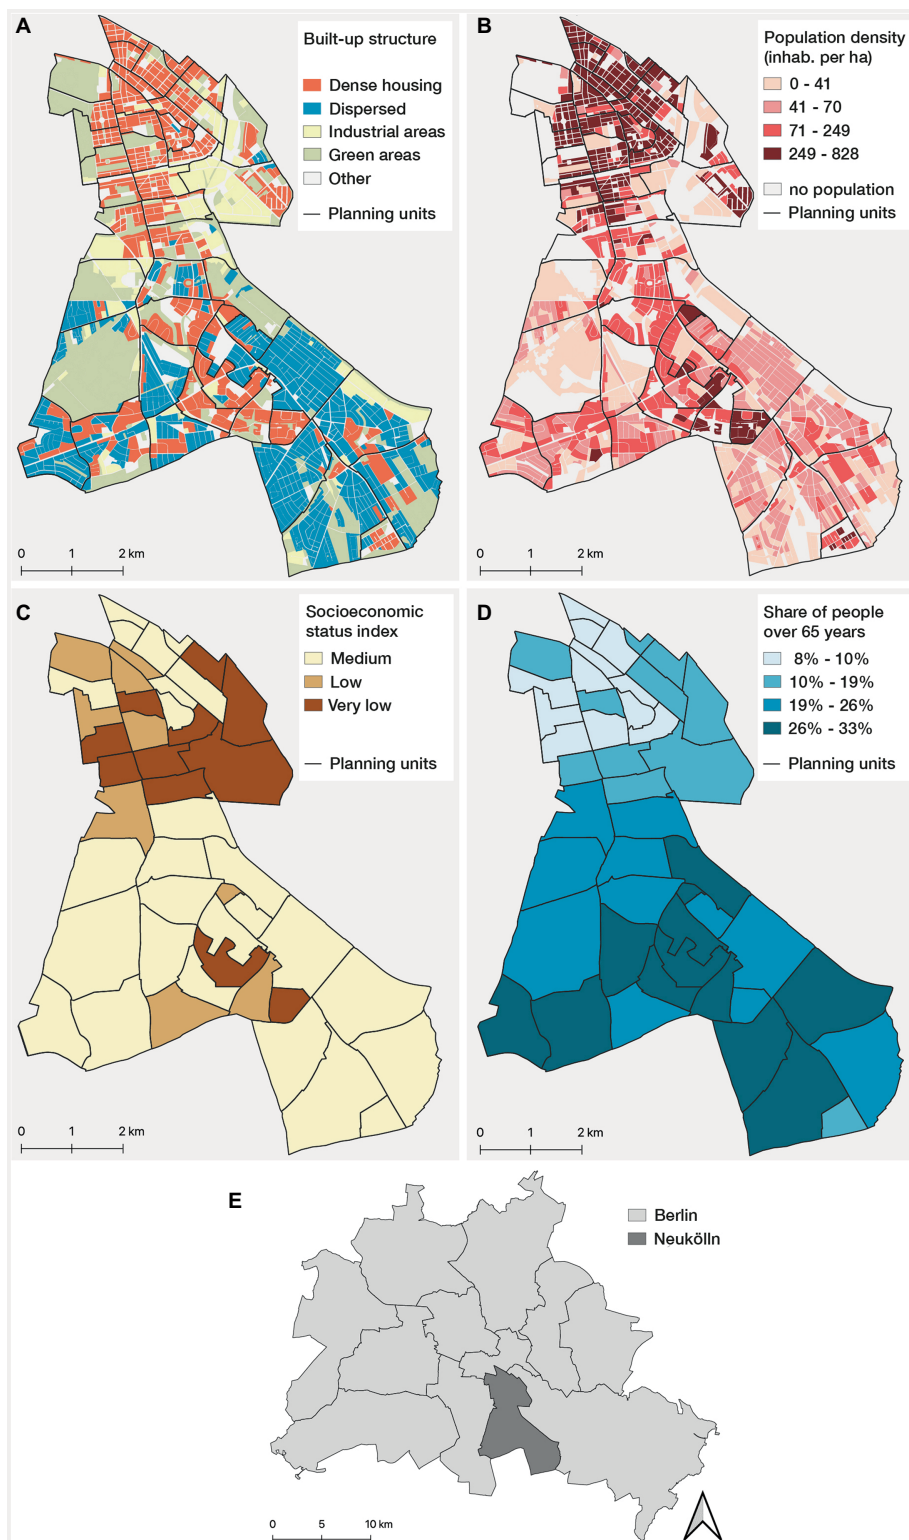 A
Built-up structure
Dense housing
Dispersed
Industrial areas
Green areas
Other
Planning units
0 1 2 km
B
Population density
(inhab. per ha)
0 - 41
41 - 70
71 - 249
249 - 828
no population
Planning units
0 1 2 km
C
Socioeconomic
status index
Medium
Low
Very low
Planning units
0 1 2 km
D
Share of people
over 65 years
8% - 10%
10% - 19%
19% - 26%
26% - 33%
Planning units
0 1 2 km
E
Berlin
Neukölln
0 5 10 km